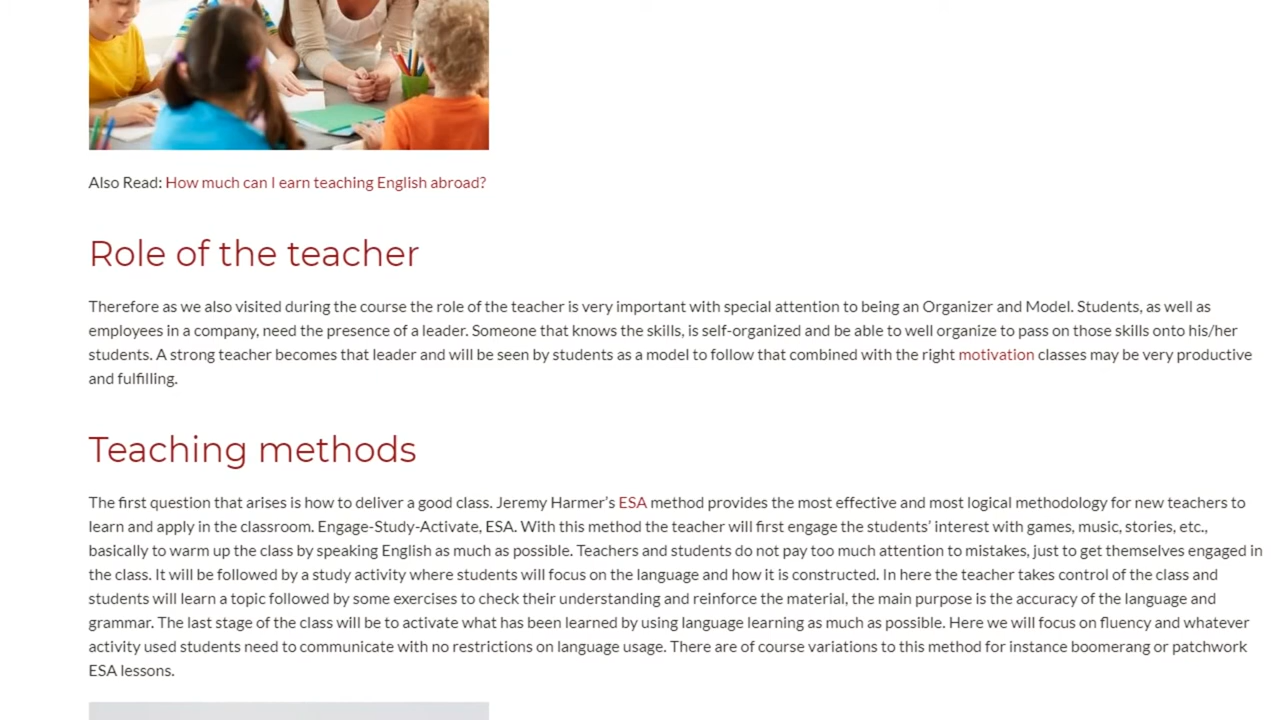 Also Read: How much can I earn teaching English abroad?
Role of the teacher
Therefore as we also visited during the course the role of the teacher is very important with special attention to being an Organizer and Model. Students, as well as
employees in a company, need the presence of a leader. Someone that knows the skills, is self-organized and be able to well organize to pass on those skills onto his/her
students. A strong teacher becomes that leader and will be seen by students as a model to follow that combined with the right motivation classes may be very productive
and fulfilling.
Teaching methods
The first question that arises is how to deliver a good class. Jeremy Harmer’s ESA method provides the most effective and most logical methodology for new teachers to
learn and apply in the classroom. Engage-Study-Activate, ESA. With this method the teacher will first engage the students’ interest with games, music, stories, etc.,
basically to warm up the class by speaking English as much as possible. Teachers and students do not pay too much attention to mistakes, just to get themselves engaged in
the class. It will be followed by a study activity where students will focus on the language and how it is constructed. In here the teacher takes control of the class and
students will learn a topic followed by some exercises to check their understanding and reinforce the material, the main purpose is the accuracy of the language and
grammar. The last stage of the class will be to activate what has been learned by using language learning as much as possible. Here we will focus on fluency and whatever
activity used students need to communicate with no restrictions on language usage. There are of course variations to this method for instance boomerang or patchwork
ESA lessons.